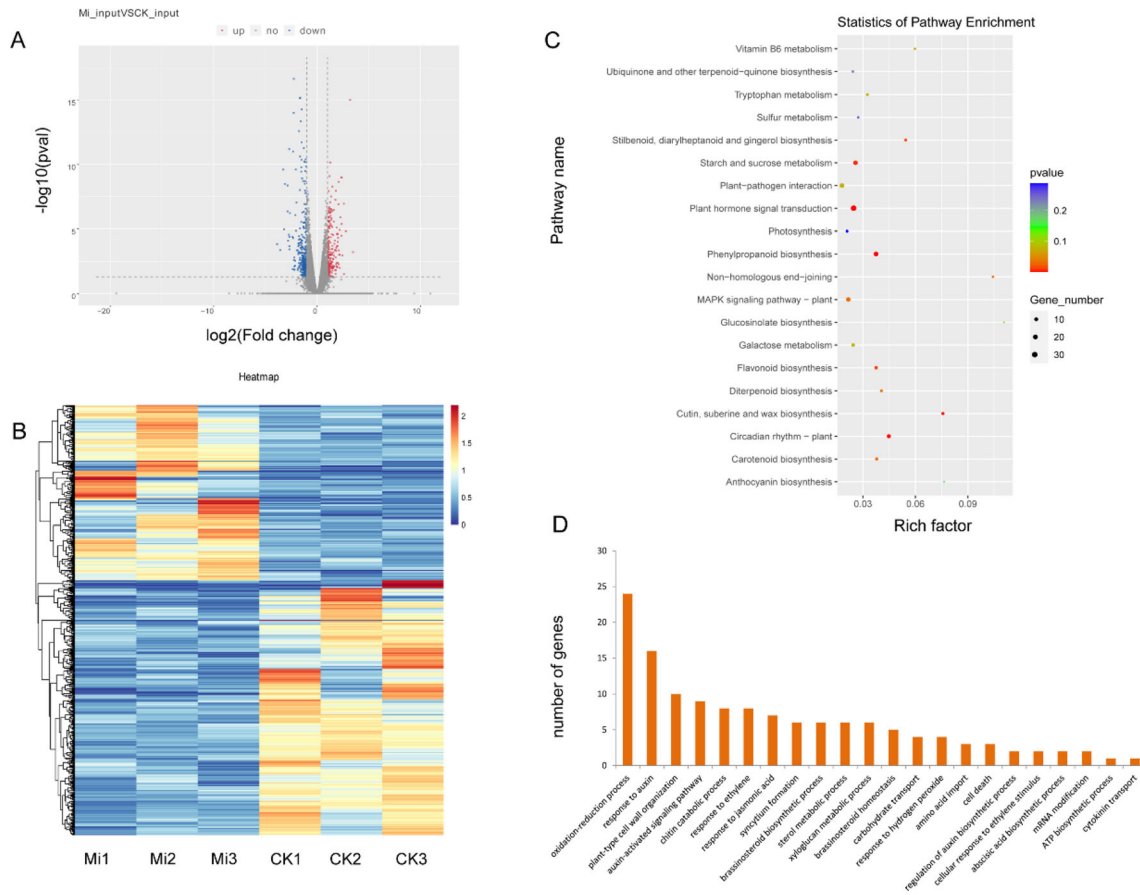 A
Mi_inputVSCK_input
up no down
15
10
5
0
-20 -10 0 10
-log10(pval)
log2(Fold change)
B
Heatmap
2
1.5
1
0.5
0
Mi1 Mi2 Mi3 CK1 CK2 CK3
C
Statistics of Pathway Enrichment
Pathway name
Vitamin B6 metabolism
Ubiquinone and other terpenoid-quinone biosynthesis
Tryptophan metabolism
Sulfur metabolism
Stilbenoid, diarylheptanoid and gingerol biosynthesis
Starch and sucrose metabolism
Plant-pathogen interaction
Plant hormone signal transduction
Photosynthesis
Phenylpropanoid biosynthesis
Non-homologous end-joining
MAPK signaling pathway - plant
Glucosinolate biosynthesis
Galactose metabolism
Flavonoid biosynthesis
Diterpenoid biosynthesis
Cutin, suberine and wax biosynthesis
Circadian rhythm - plant
Carotenoid biosynthesis
Anthocyanin biosynthesis
0.03 0.06 0.09
Rich factor
pvalue
0.2
0.1
Gene_number
10
20
30
D
number of genes
30
25
20
15
10
5
0
oxidation-reduction process
response to auxin
plant-type cell wall organization
auxin-activated signaling pathway
chitin catabolic process
response to ethylene
response to jasmonic acid
syncytium formation
brassinosteroid biosynthetic process
sterol metabolic process
xyloglucan metabolic process
brassinosteroid homeostasis
carbohydrate transport
response to hydrogen peroxide
amino acid import
cell death
regulation of auxin biosynthetic process
cellular response to ethylene stimulus
abscisic acid biosynthetic process
mRNA modification
ATP biosynthetic process
cytokinin transport